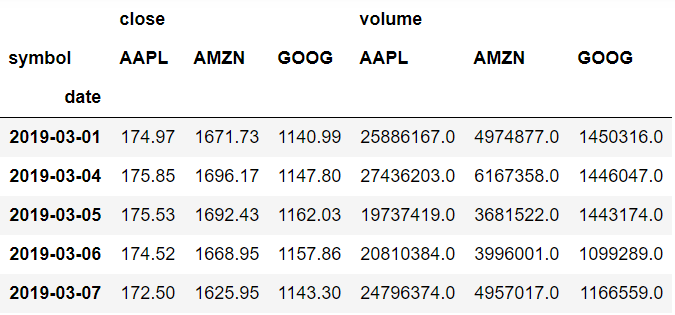 close volume
symbol AAPL AMZN GOOG AAPL AMZN GOOG
date
2019-03-01 174.97 1671.73 1140.99 25886167.0 4974877.0 1450316.0
2019-03-04 175.85 1696.17 1147.80 27436203.0 6167358.0 1446047.0
2019-03-05 175.53 1692.43 1162.03 19737419.0 3681522.0 1443174.0
2019-03-06 174.52 1668.95 1157.86 20810384.0 3996001.0 1099289.0
2019-03-07 172.50 1625.95 1143.30 24796374.0 4957017.0 1166559.0